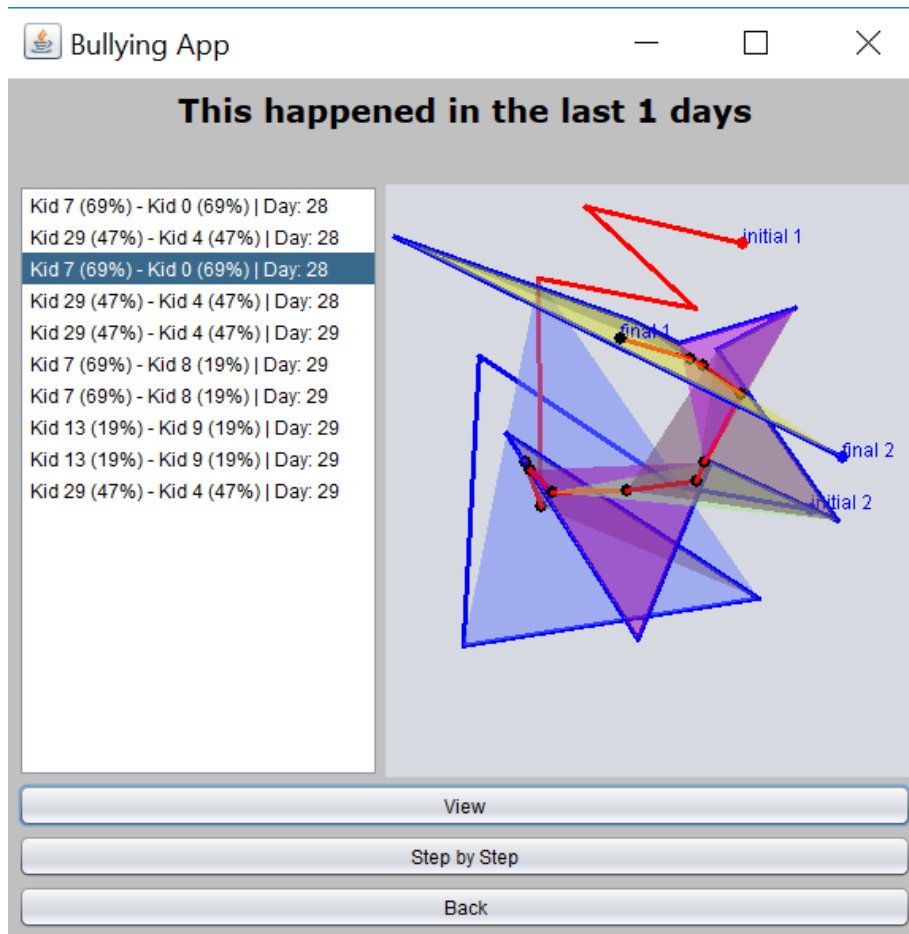 Bullying App
This happened in the last 1 days
Kid 7 (69%) - Kid 0 (69%) | Day: 28
Kid 29 (47%) - Kid 4 (47%) | Day: 28
Kid 7 (69%) - Kid 0 (69%) | Day: 28
Kid 29 (47%) - Kid 4 (47%) | Day: 28
Kid 29 (47%) - Kid 4 (47%) | Day: 29
Kid 7 (69%) - Kid 8 (19%) | Day: 29
Kid 7 (69%) - Kid 8 (19%) | Day: 29
Kid 13 (19%) - Kid 9 (19%) | Day: 29
Kid 13 (19%) - Kid 9 (19%) | Day: 29
Kid 29 (47%) - Kid 4 (47%) | Day: 29
initial 1
final 1
final 2
initial 2
View
Step by Step
Back